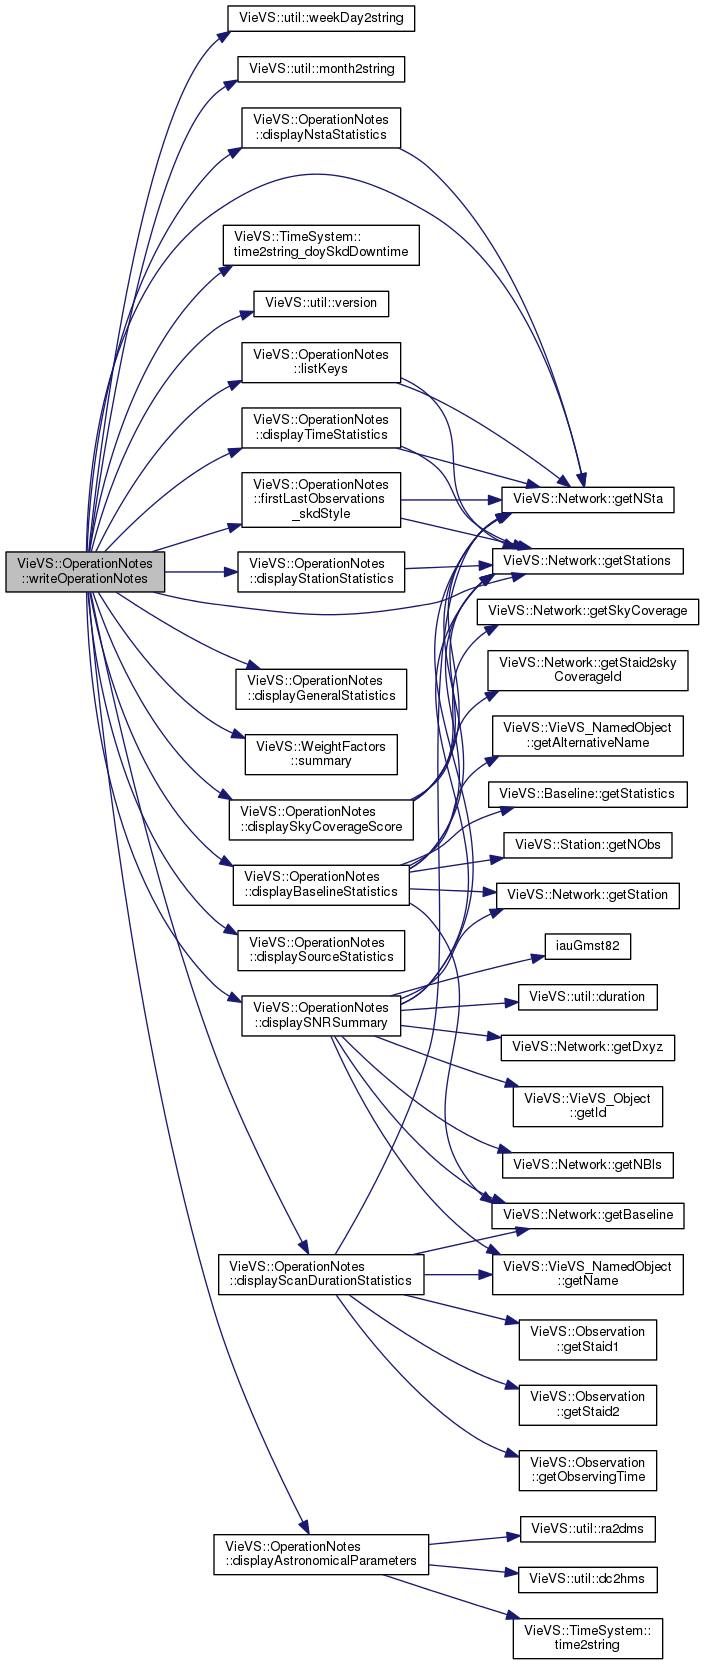 VieVS::OperationNotes
::writeOperationNotes
VieVS::util::weekDay2string
VieVS::util::month2string
VieVS::OperationNotes
::displayNstaStatistics
VieVS::TimeSystem::
time2string_doySkdDowntime
VieVS::util::version
VieVS::OperationNotes
::listKeys
VieVS::OperationNotes
::displayTimeStatistics
VieVS::OperationNotes
::firstLastObservations
_skdStyle
VieVS::OperationNotes
::displayStationStatistics
VieVS::OperationNotes
::displayGeneralStatistics
VieVS::WeightFactors
::summary
VieVS::OperationNotes
::displaySkyCoverageScore
VieVS::OperationNotes
::displayBaselineStatistics
VieVS::OperationNotes
::displaySourceStatistics
VieVS::OperationNotes
::displaySNRSummary
VieVS::OperationNotes
::displayScanDurationStatistics
VieVS::OperationNotes
::displayAstronomicalParameters
VieVS::Network::getNSta
VieVS::Network::getStations
VieVS::Network::getSkyCoverage
VieVS::Network::getStaid2sky
CoverageId
VieVS::VieVS_NamedObject
::getAlternativeName
VieVS::Baseline::getStatistics
VieVS::Station::getNObs
VieVS::Network::getStation
iauGmst82
VieVS::util::duration
VieVS::Network::getDxyz
VieVS::VieVS_Object
::getId
VieVS::Network::getNBls
VieVS::Network::getBaseline
VieVS::VieVS_NamedObject
::getName
VieVS::Observation
::getStaid1
VieVS::Observation
::getStaid2
VieVS::Observation
::getObservingTime
VieVS::util::ra2dms
VieVS::util::dc2hms
VieVS::TimeSystem::
time2string